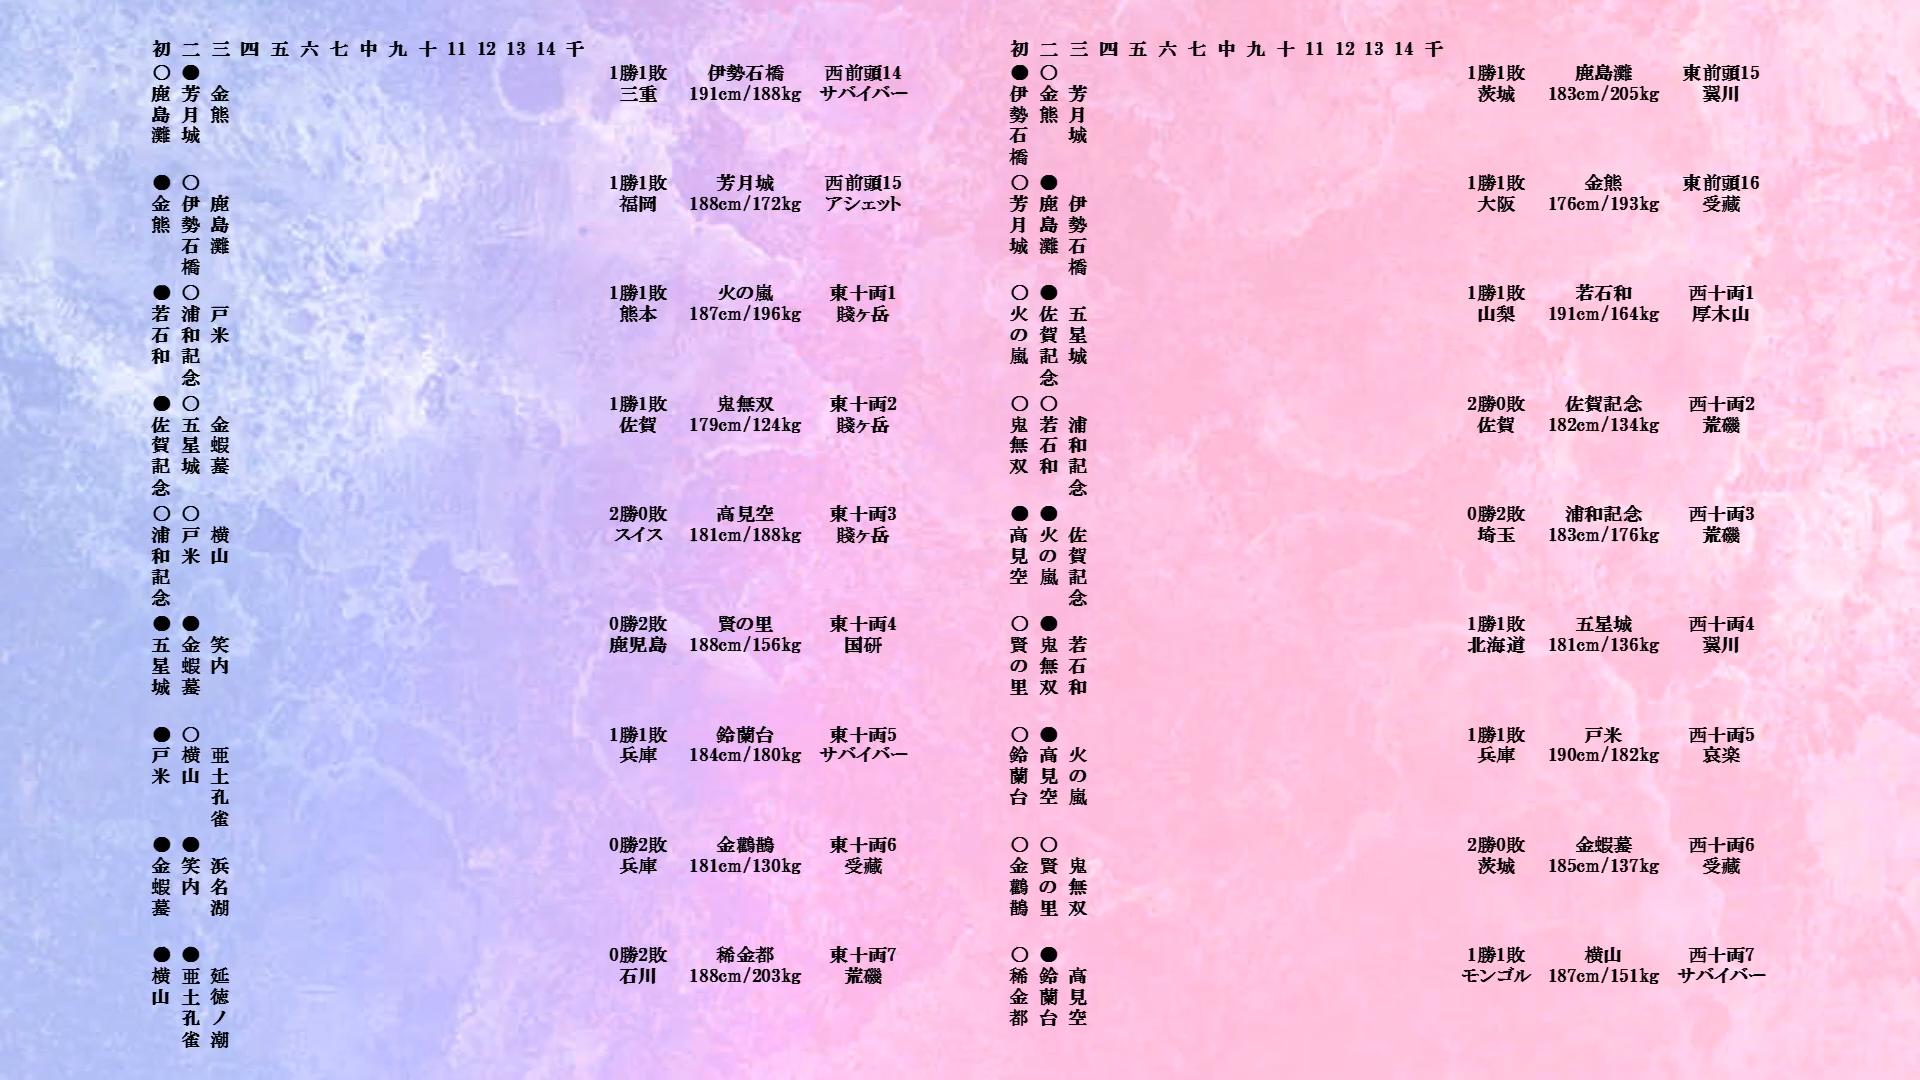 初 二 三 四 五 六 七 中 九 十 11 12 13 14 千
○鹿島灘
●芳月城
金熊
1勝1敗 伊勢石橋 西前頭14
三重 191cm/188kg サバイバー
●金熊
○伊勢石橋
鹿島灘
1勝1敗 芳月城 西前頭15
福岡 188cm/172kg アシェット
●若石和
○浦和記念
戸米
1勝1敗 火の嵐 東十両1
熊本 187cm/196kg 賤ヶ岳
●佐賀記念
○五星城
金蝦蟇
1勝1敗 鬼無双 東十両2
佐賀 179cm/124kg 賤ヶ岳
○浦和記念
○戸米
横山
2勝0敗 高見空 東十両3
スイス 181cm/188kg 賤ヶ岳
●五星城
●金蝦蟇
笑内
0勝2敗 賢の里 東十両4
鹿児島 188cm/156kg 国研
●戸米
○横山
亜土孔雀
1勝1敗 鈴蘭台 東十両5
兵庫 184cm/180kg サバイバー
●金蝦蟇
●笑内
浜名湖
0勝2敗 金鸛鵲 東十両6
兵庫 181cm/130kg 受蔵
●横山
●亜土孔雀
延徳ノ潮
0勝2敗 稀金都 東十両7
石川 188cm/203kg 荒磯
初 二 三 四 五 六 七 中 九 十 11 12 13 14 千
●伊勢石橋
○金熊
芳月城
1勝1敗 鹿島灘 東前頭15
茨城 183cm/205kg 翼川
○芳月城
●鹿島灘
伊勢石橋
1勝1敗 金熊 東前頭16
大阪 176cm/193kg 受蔵
○火の嵐
●佐賀記念
五星城
1勝1敗 若石和 西十両1
山梨 191cm/164kg 厚木山
○鬼無双
○若石和
浦和記念
2勝0敗 佐賀記念 西十両2
佐賀 182cm/134kg 荒磯
●高見空
●火の嵐
佐賀記念
0勝2敗 浦和記念 西十両3
埼玉 183cm/176kg 荒磯
○賢の里
●鬼無双
若石和
1勝1敗 五星城 西十両4
北海道 181cm/136kg 翼川
○鈴蘭台
●高見空
火の嵐
1勝1敗 戸米 西十両5
兵庫 190cm/182kg 哀楽
○金鸛鵲
○賢の里
鬼無双
2勝0敗 金蝦蟇 西十両6
茨城 185cm/137kg 受蔵
○稀金都
●鈴蘭台
高見空
1勝1敗 横山 西十両7
モンゴル 187cm/151kg サバイバー